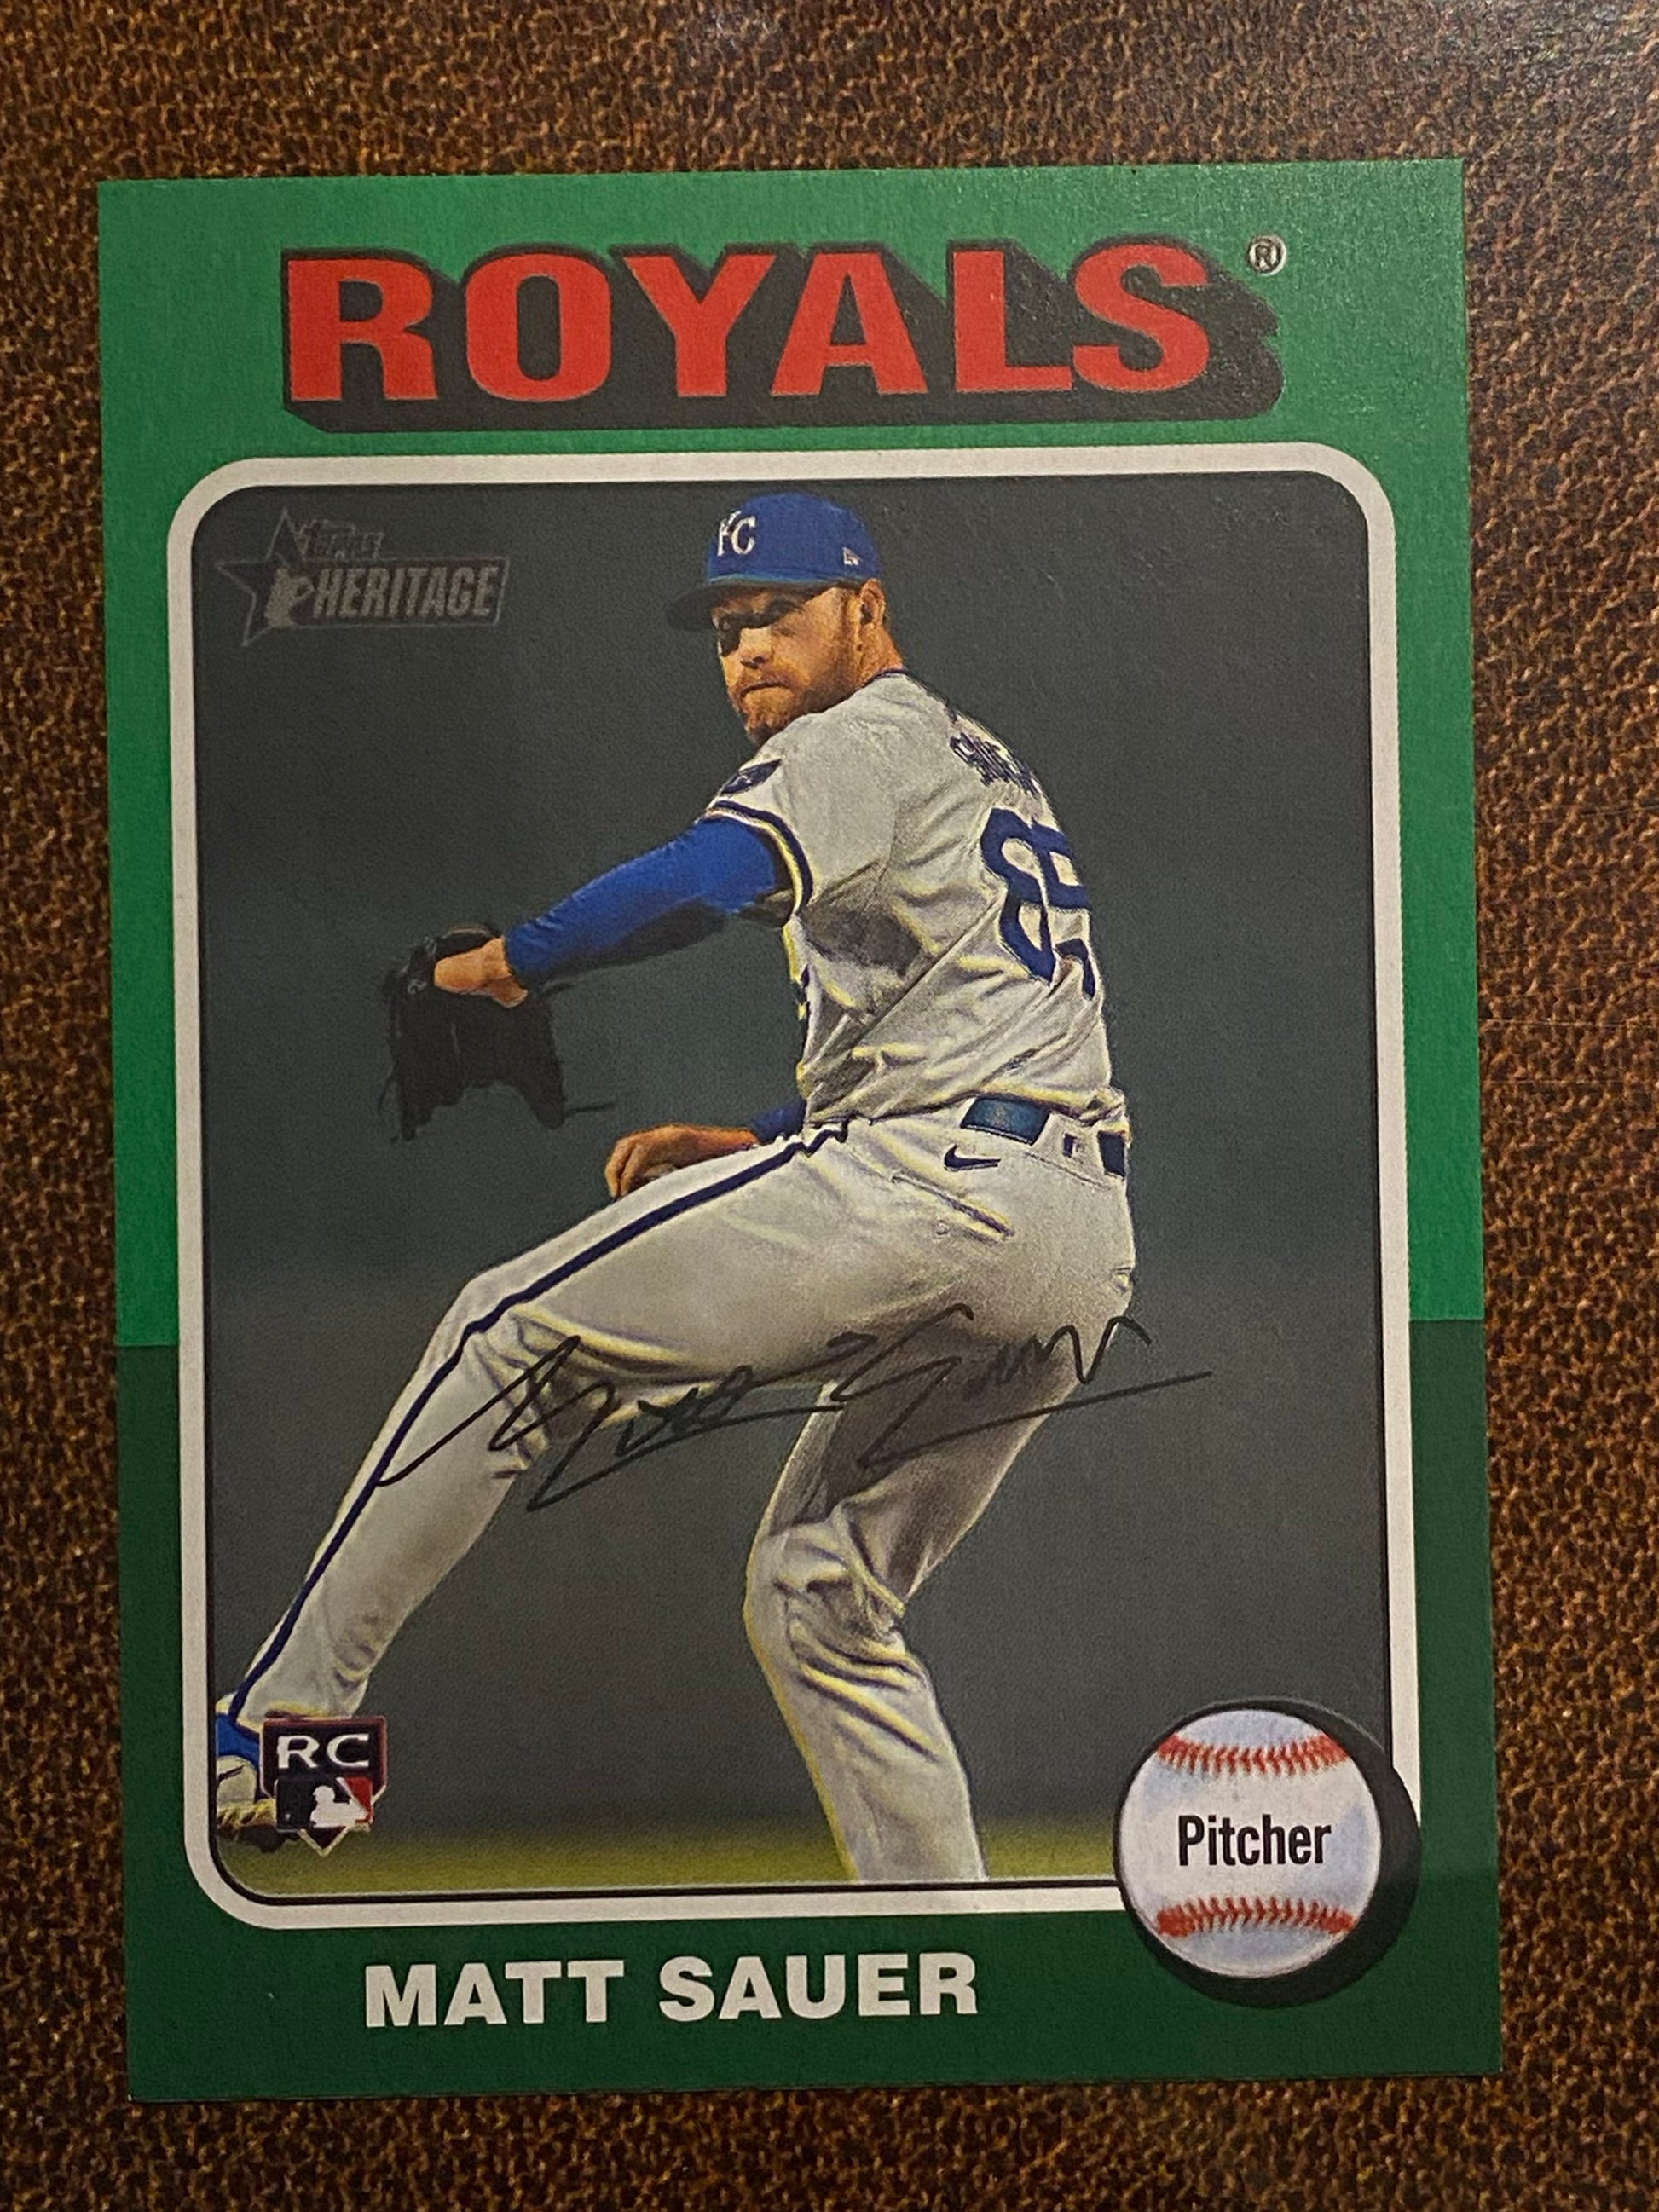 ROYALS®
Topps
HERITAGE
KC
RC
Pitcher
MATT SAUER